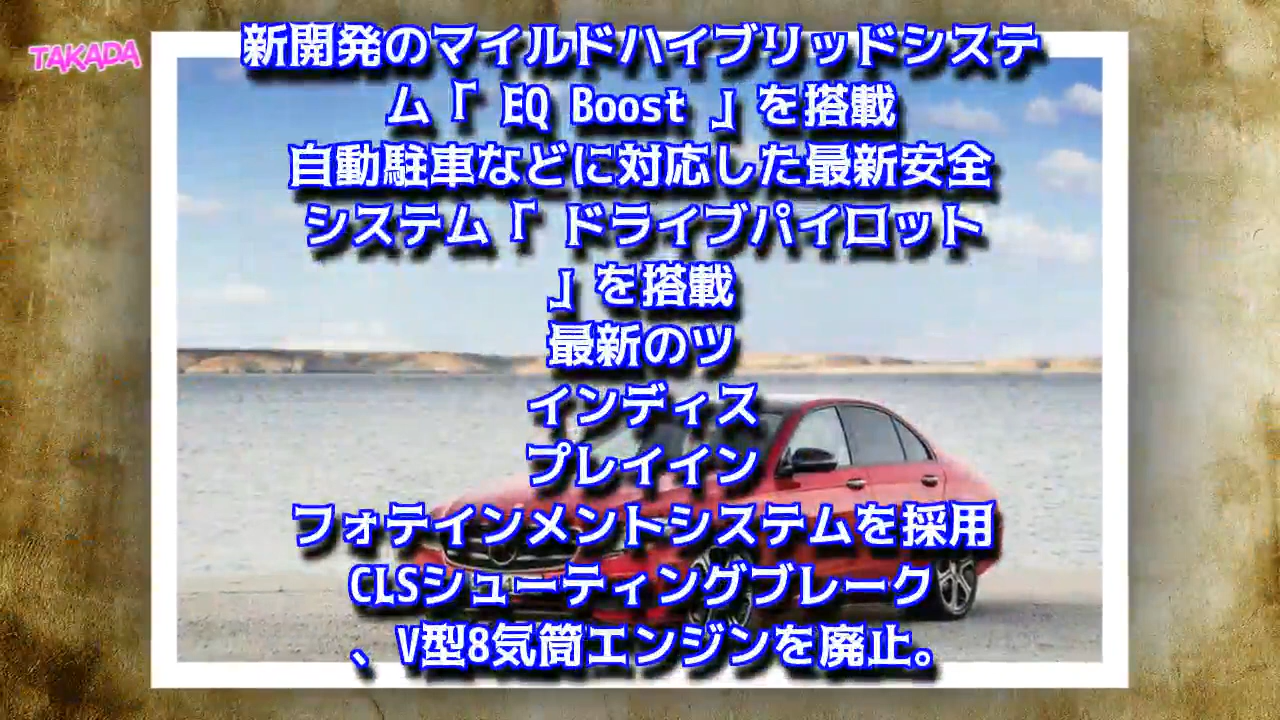 TAKADA
新開発のマイルドハイブリッドシステ
ム『 EQ Boost 』を搭載
自動駐車などに対応した最新安全
システム『 ドライブパイロット
』を搭載
最新のツ
インディス
プレイイン
フォテインメントシステムを採用
CLSシューティングブレーク
、V型8気筒エンジンを廃止。